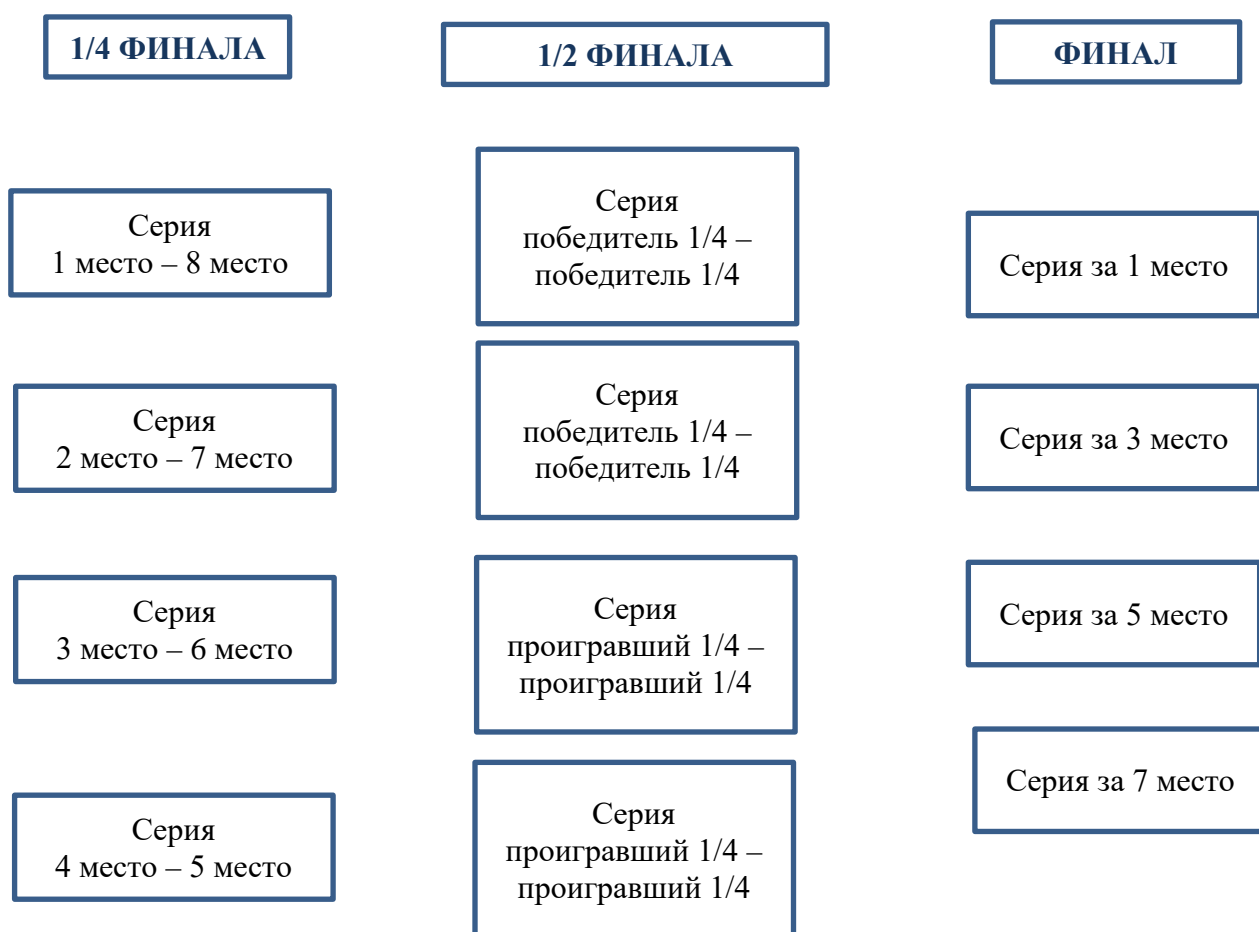 1/4 ФИНАЛА
1/2 ФИНАЛА
ФИНАЛ
Серия
1 место – 8 место
Серия
2 место – 7 место
Серия
3 место – 6 место
Серия
4 место – 5 место
Серия
победитель 1/4 –
победитель 1/4
Серия
победитель 1/4 –
победитель 1/4
Серия
проигравший 1/4 –
проигравший 1/4
Серия
проигравший 1/4 –
проигравший 1/4
Серия за 1 место
Серия за 3 место
Серия за 5 место
Серия за 7 место